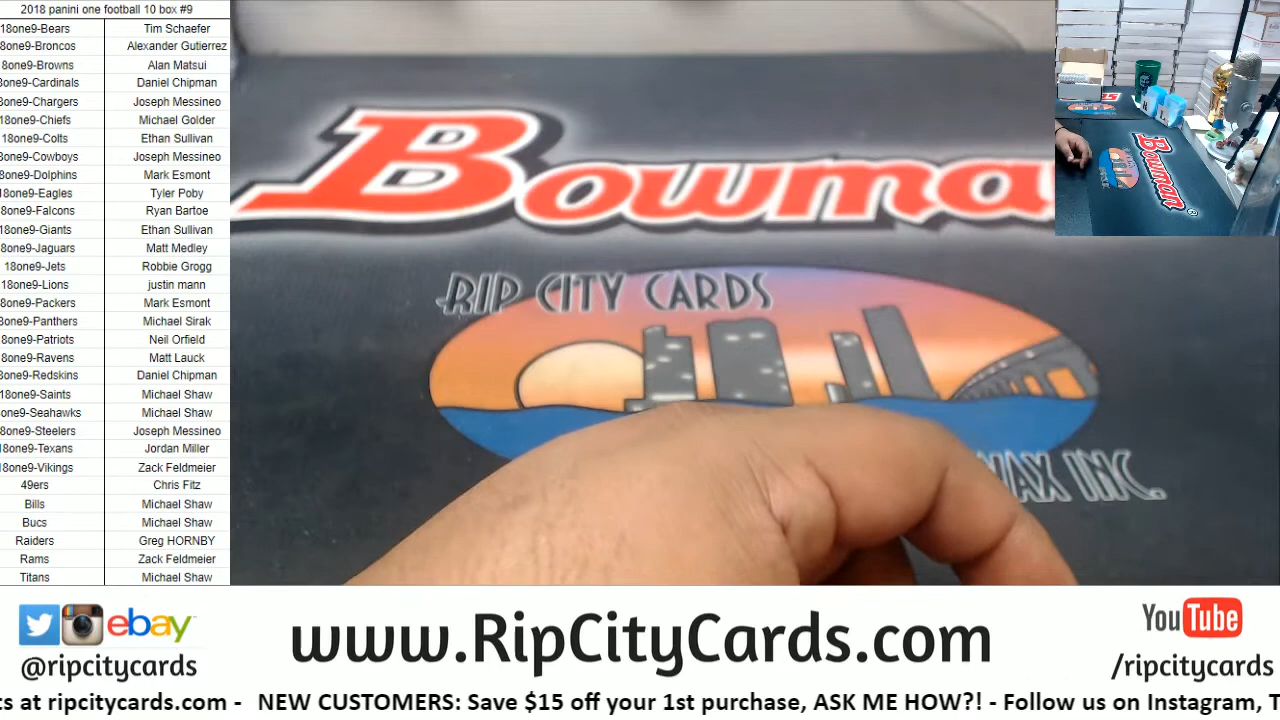 2018 panini one football 10 box #9
18one9-Bears Tim Schaefer
8one9-Broncos Alexander Gutierrez
8one9-Browns Alan Matsui
8one9-Cardinals Daniel Chipman
8one9-Chargers Joseph Messineo
18one9-Chiefs Michael Golder
18one9-Colts Ethan Sullivan
8one9-Cowboys Joseph Messineo
8one9-Dolphins Mark Esmont
18one9-Eagles Tyler Poby
8one9-Falcons Ryan Bartoe
18one9-Giants Ethan Sullivan
8one9-Jaguars Matt Medley
18one9-Jets Robbie Grogg
18one9-Lions justin mann
8one9-Packers Mark Esmont
8one9-Panthers Michael Sirak
8one9-Patriots Neil Orfield
8one9-Ravens Matt Lauck
8one9-Redskins Daniel Chipman
18one9-Saints Michael Shaw
one9-Seahawks Michael Shaw
8one9-Steelers Joseph Messineo
18one9-Texans Jordan Miller
18one9-Vikings Zack Feldmeier
49ers Chris Fitz
Bills Michael Shaw
Bucs Michael Shaw
Raiders Greg HORNBY
Rams Zack Feldmeier
Titans Michael Shaw
Bowma
RIP CITY CARDS
WAX INC.
Bowman
ebay
@ripcitycards
www.RipCityCards.com
YouTube
/ripcitycards
ts at ripcitycards.com - NEW CUSTOMERS: Save $15 off your 1st purchase, ASK ME HOW?! - Follow us on Instagram, T